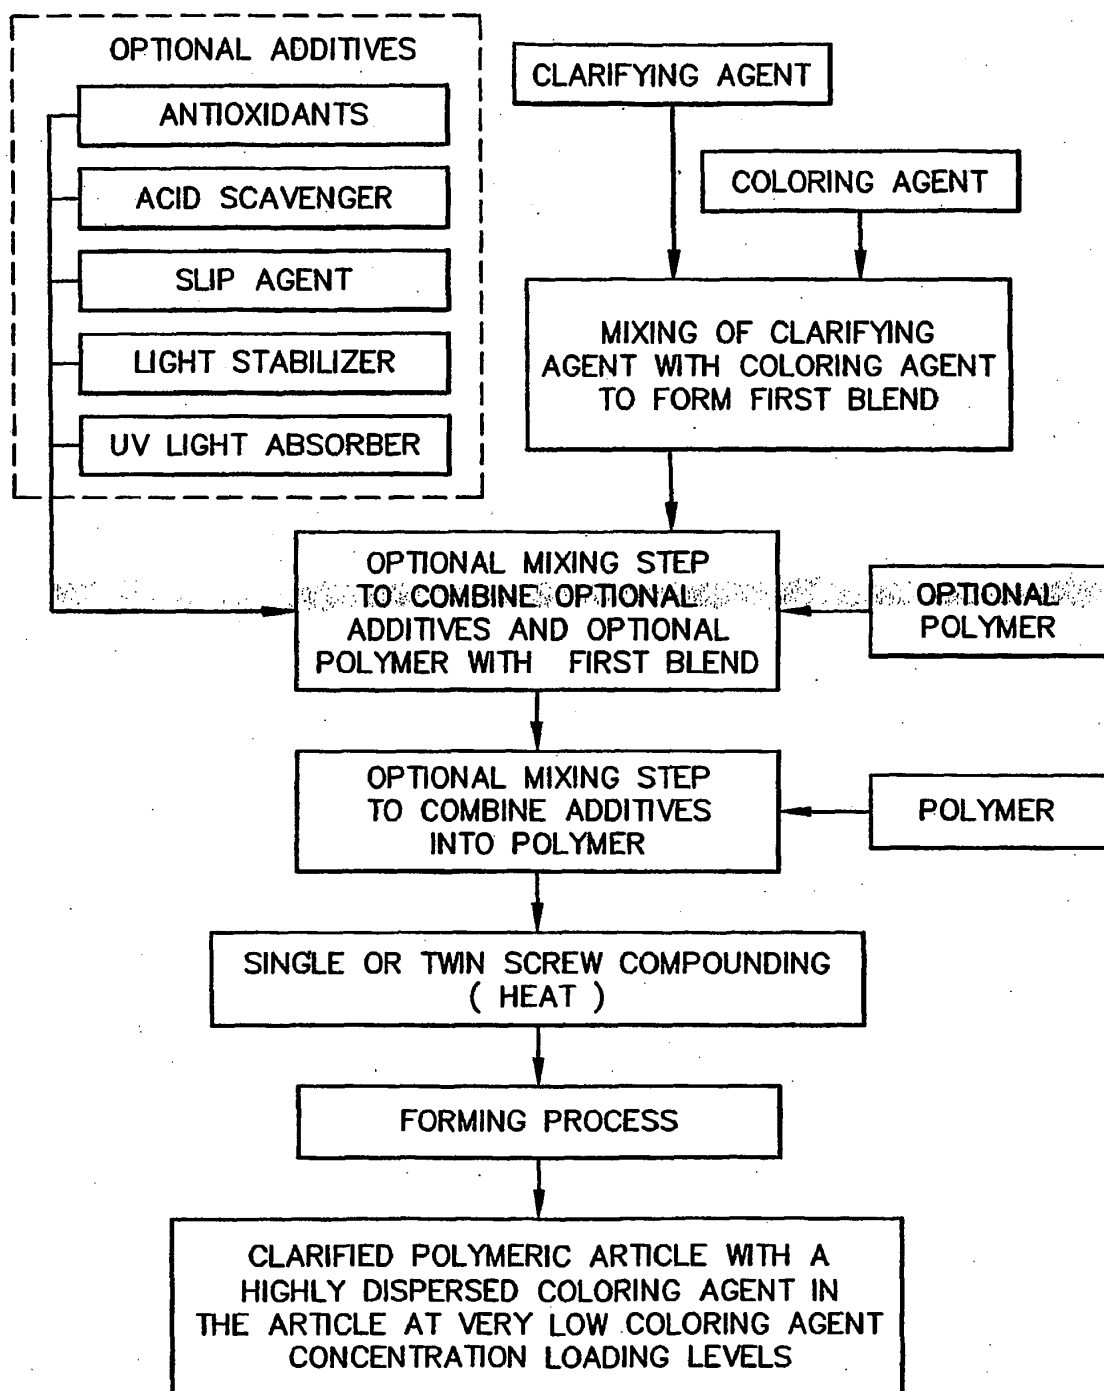 OPTIONAL ADDITIVES
ANTIOXIDANTS
ACID SCAVENGER
SLIP AGENT
LIGHT STABILIZER
UV LIGHT ABSORBER
CLARIFYING AGENT
COLORING AGENT
MIXING OF CLARIFYING
AGENT WITH COLORING AGENT
TO FORM FIRST BLEND
OPTIONAL MIXING STEP
TO COMBINE OPTIONAL
ADDITIVES AND OPTIONAL
POLYMER WITH FIRST BLEND
OPTIONAL
POLYMER
OPTIONAL MIXING STEP
TO COMBINE ADDITIVES
INTO POLYMER
POLYMER
SINGLE OR TWIN SCREW COMPOUNDING
( HEAT )
FORMING PROCESS
CLARIFIED POLYMERIC ARTICLE WITH A
HIGHLY DISPERSED COLORING AGENT IN
THE ARTICLE AT VERY LOW COLORING AGENT
CONCENTRATION LOADING LEVELS